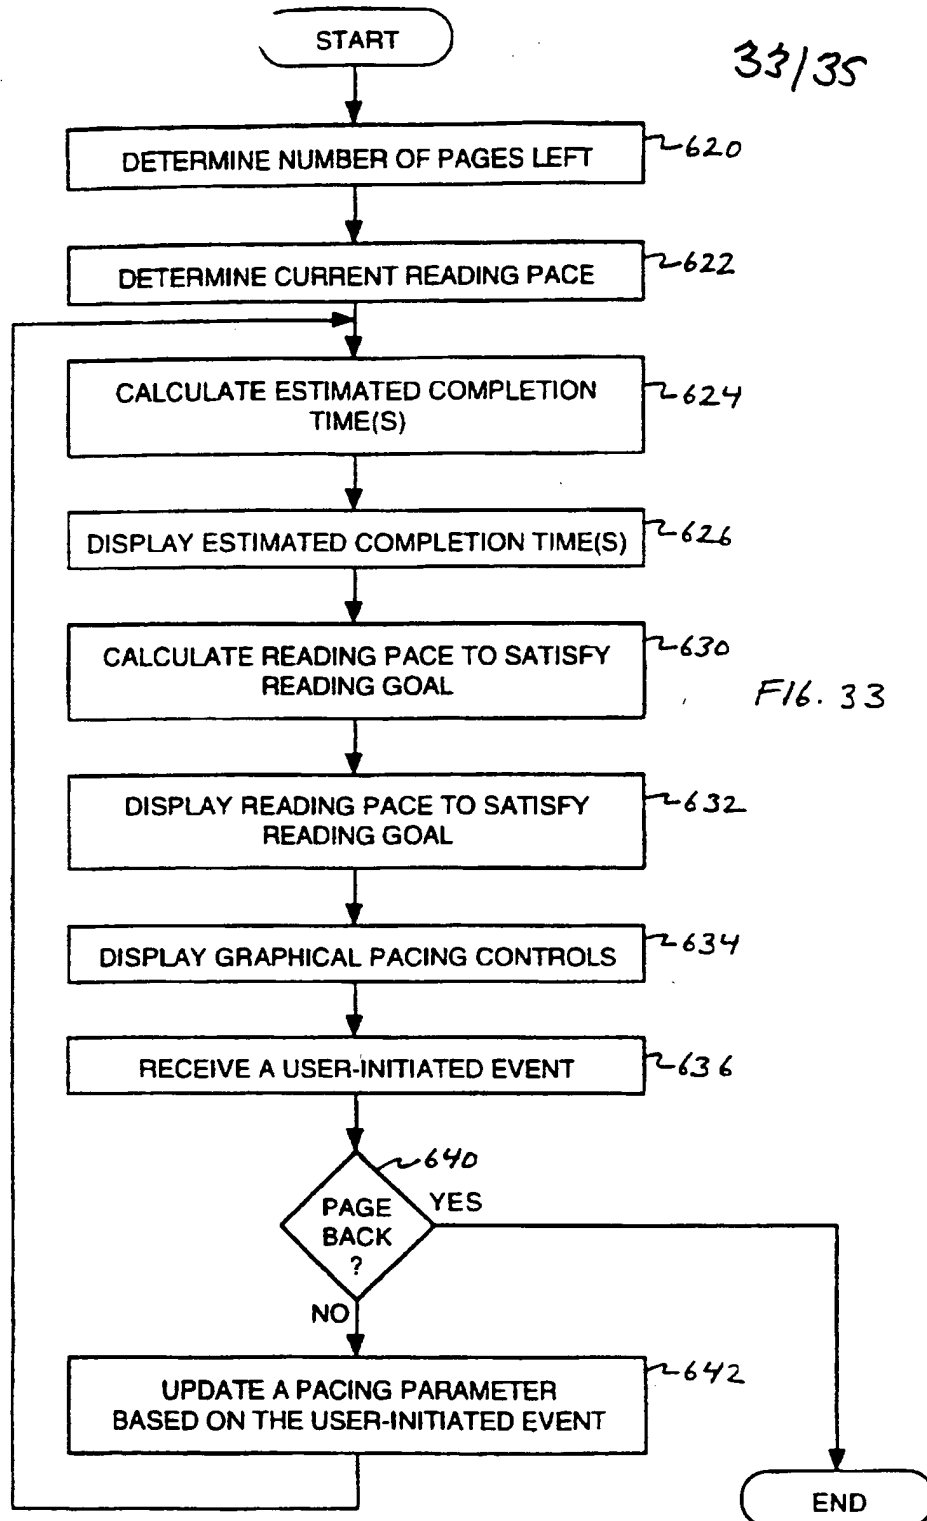 START
33/35
DETERMINE NUMBER OF PAGES LEFT
620
DETERMINE CURRENT READING PACE
622
CALCULATE ESTIMATED COMPLETION
TIME(S)
624
DISPLAY ESTIMATED COMPLETION TIME(S)
626
CALCULATE READING PACE TO SATISFY
READING GOAL
630
FIG. 33
DISPLAY READING PACE TO SATISFY
READING GOAL
632
DISPLAY GRAPHICAL PACING CONTROLS
634
RECEIVE A USER-INITIATED EVENT
636
640
PAGE
BACK
?
YES
NO
UPDATE A PACING PARAMETER
BASED ON THE USER-INITIATED EVENT
642
END